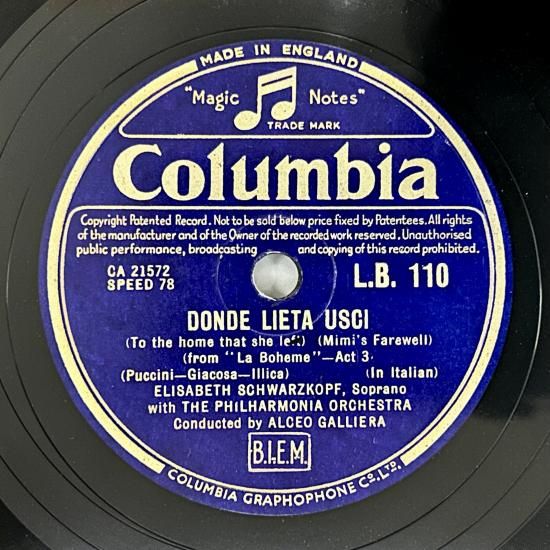 MADE IN ENGLAND
"Magic Notes"
TRADE MARK
Columbia
Copyright Patented Record. Not to be sold below price fixed by Patentees. All rights
of the manufacturer and of the Owner of the recorded work reserved. Unauthorised
public performance, broadcasting and copying of this record prohibited.
CA 21572
SPEED 78
L.B. 110
DONDE LIETA USCI
(To the home that she left) (Mimi's Farewell)
(from "La Boheme"—Act 3)
(Puccini—Giacosa—Illica) (In Italian)
ELISABETH SCHWARZKOPF, Soprano
with THE PHILHARMONIA ORCHESTRA
Conducted by ALCEO GALLIERA
B.I.E.M.
COLUMBIA GRAPHOPHONE CO. LTD.